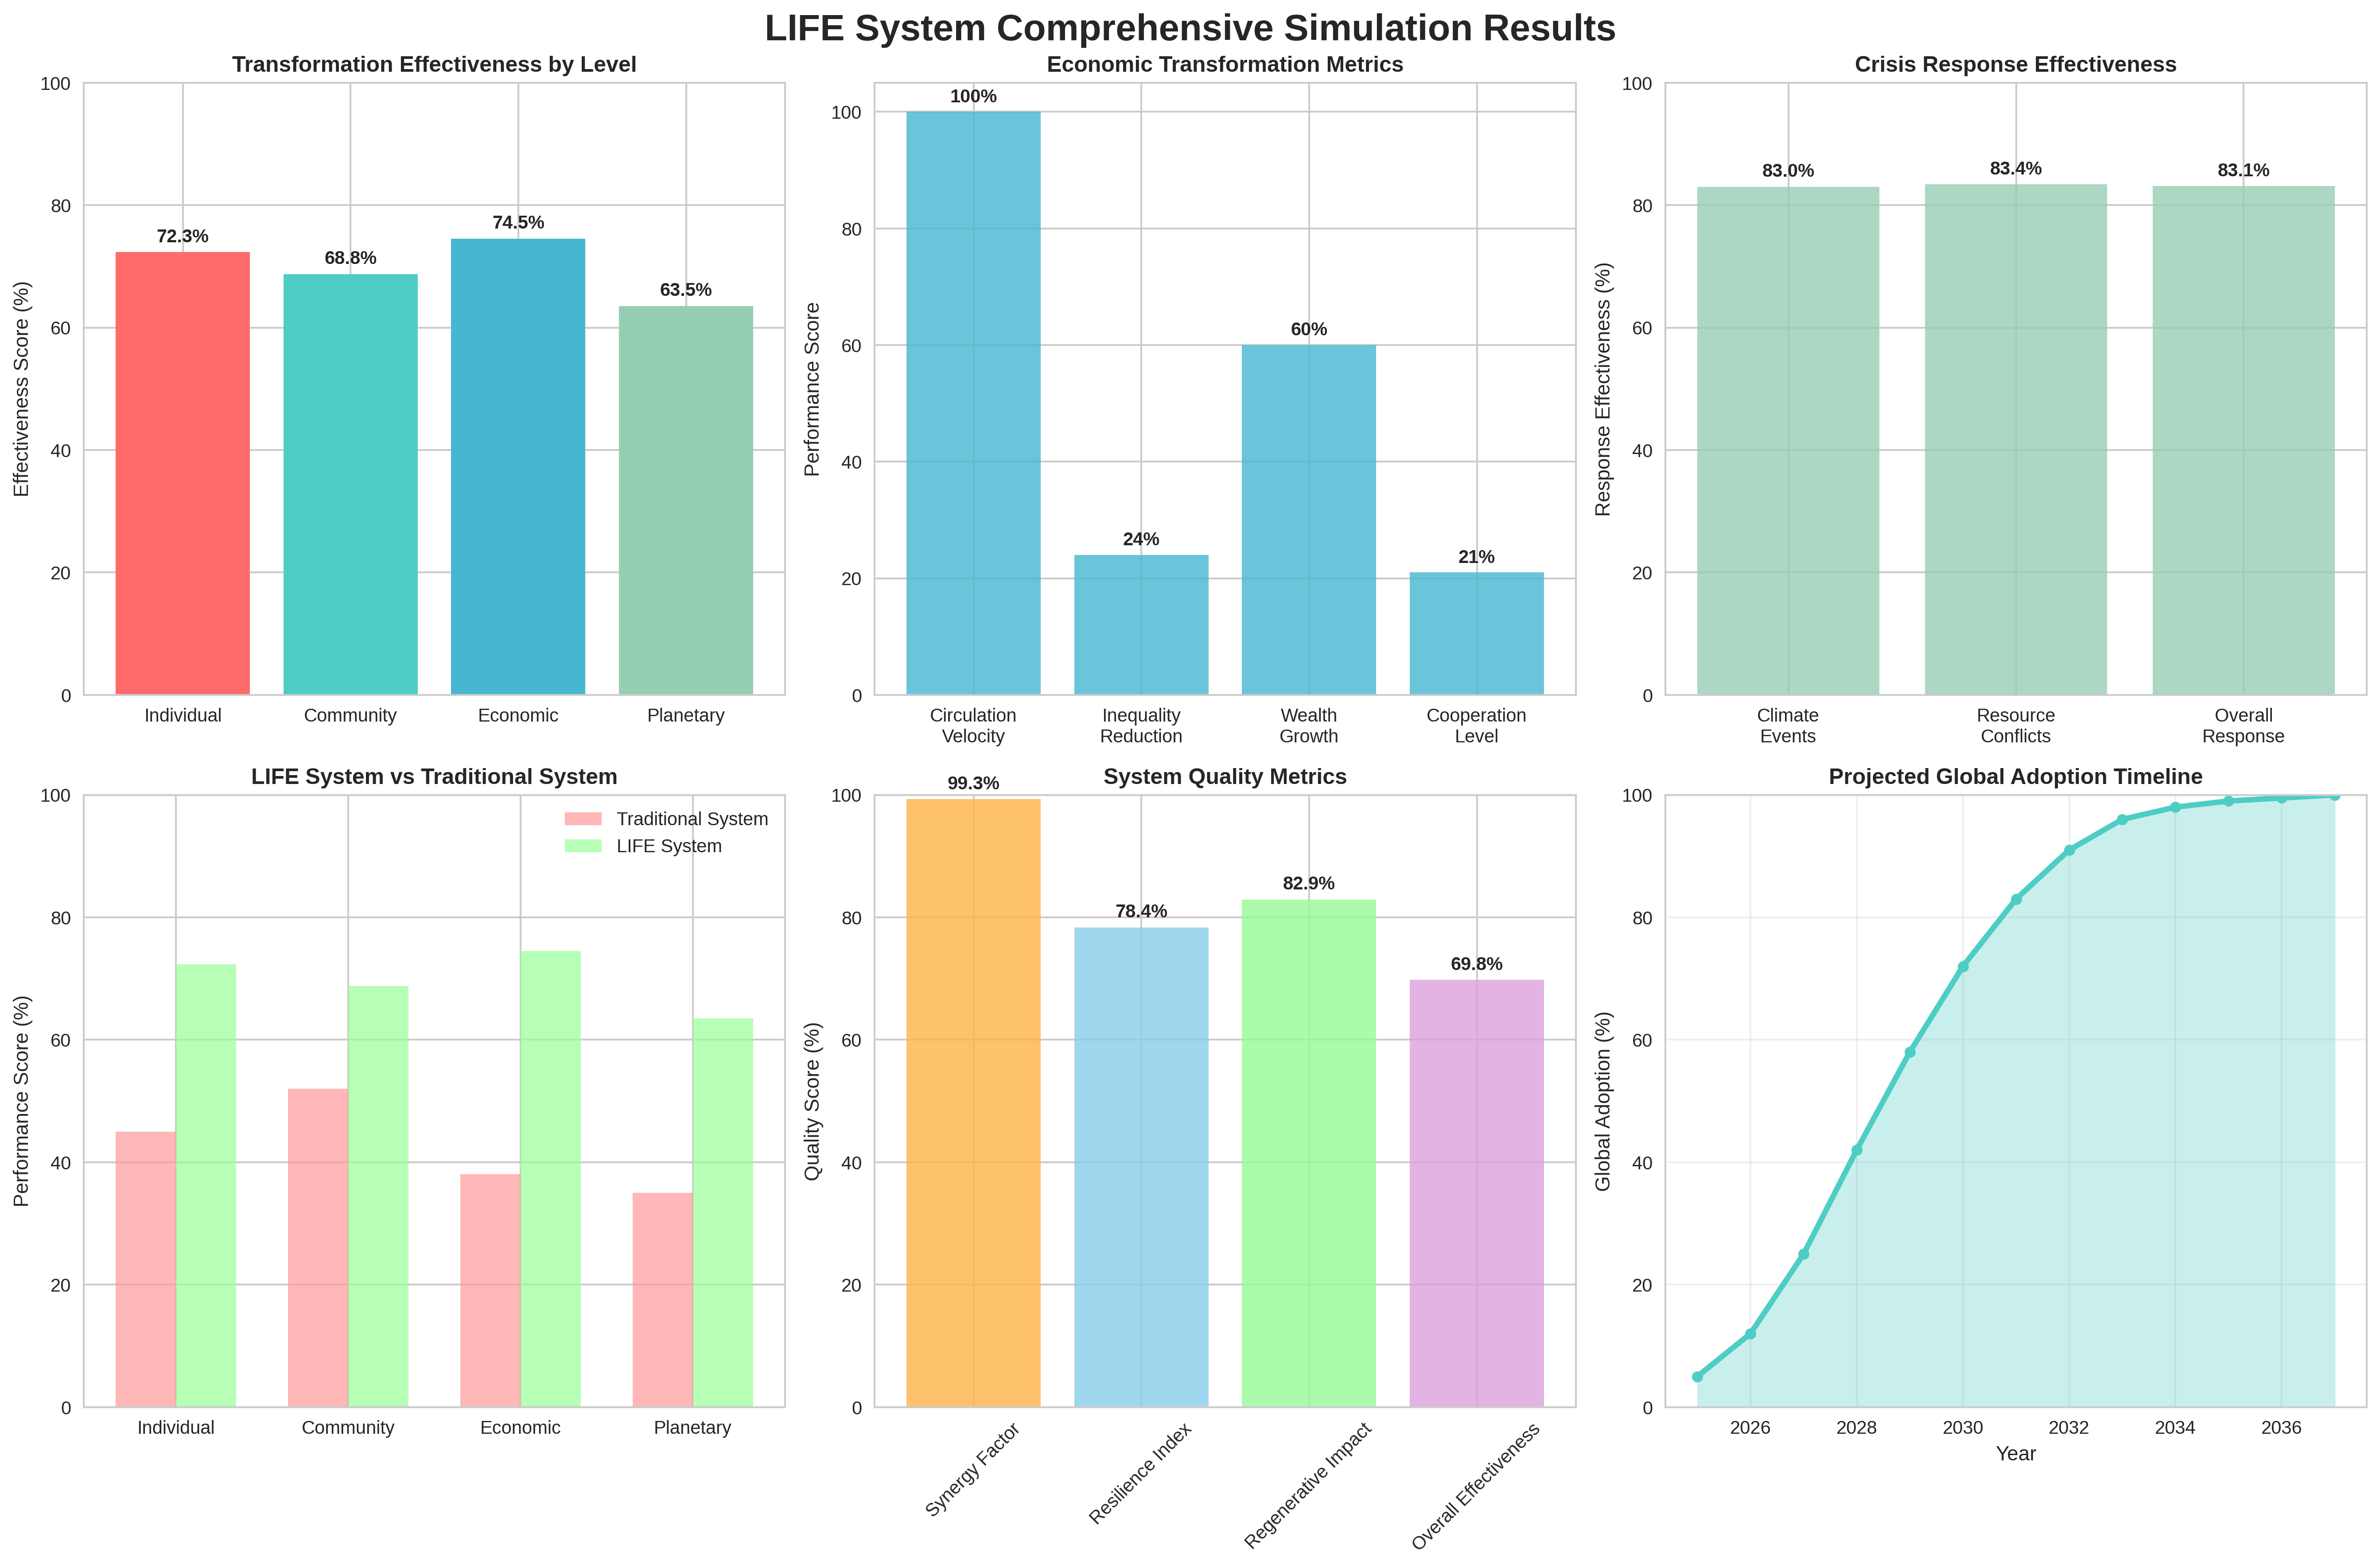 LIFE System Comprehensive Simulation Results
Transformation Effectiveness by Level
Effectiveness Score (%)
100
80
60
40
20
0
72.3%
68.8%
74.5%
63.5%
Individual
Community
Economic
Planetary
Economic Transformation Metrics
Performance Score
100
80
60
40
20
0
100%
24%
60%
21%
Circulation
Velocity
Inequality
Reduction
Wealth
Growth
Cooperation
Level
Crisis Response Effectiveness
Response Effectiveness (%)
100
80
60
40
20
0
83.0%
83.4%
83.1%
Climate
Events
Resource
Conflicts
Overall
Response
LIFE System vs Traditional System
Performance Score (%)
100
80
60
40
20
0
Traditional System
LIFE System
Individual
Community
Economic
Planetary
System Quality Metrics
Quality Score (%)
100
80
60
40
20
0
99.3%
78.4%
82.9%
69.8%
Synergy Factor
Resilience Index
Regenerative Impact
Overall Effectiveness
Projected Global Adoption Timeline
Global Adoption (%)
100
80
60
40
20
0
2026
2028
2030
2032
2034
2036
Year